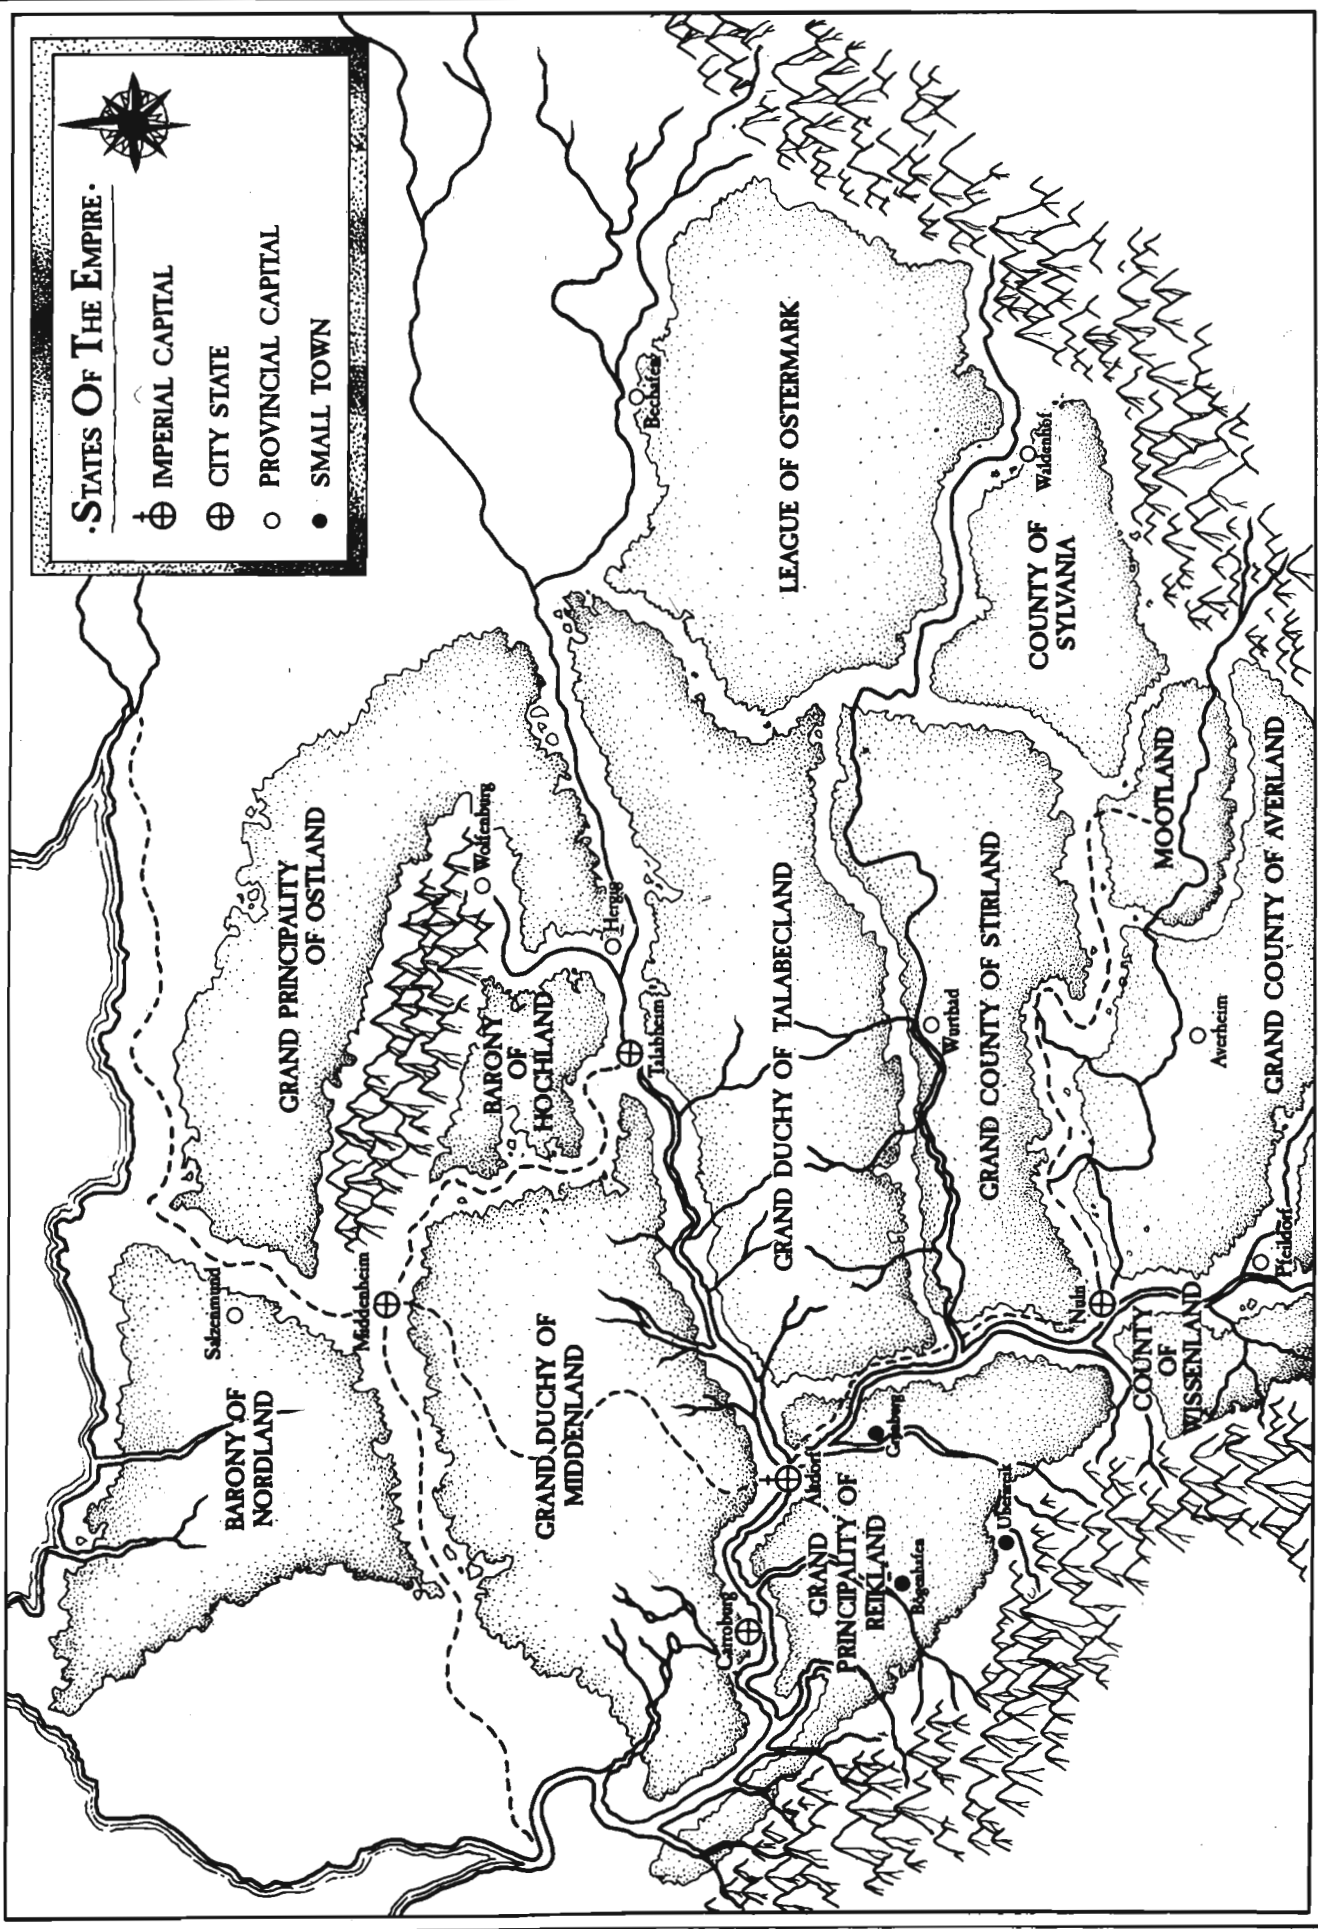 ·STATES OF THE EMPIRE·
IMPERIAL CAPITAL
CITY STATE
PROVINCIAL CAPITAL
SMALL TOWN
BARONY OF
NORDLAND
Salzenmund
Middenheim
GRAND PRINCIPALITY
OF OSTLAND
Wolfenburg
BARONY
OF
HOCHLAND
Hergig
Talabheim
GRAND DUCHY OF
MIDDENLAND
Carroburg
Altdorf
GRAND DUCHY OF TALABECLAND
Bechafen
LEAGUE OF OSTERMARK
GRAND
PRINCIPALITY OF
REIKLAND
Grunburg
Bögenhafen
Ubersreik
Wurtbad
GRAND COUNTY OF STIRLAND
Waldenhof
COUNTY OF
SYLVANIA
Nuln
COUNTY
OF
WISSENLAND
MOOTLAND
Averheim
GRAND COUNTY OF AVERLAND
Pfeildorf